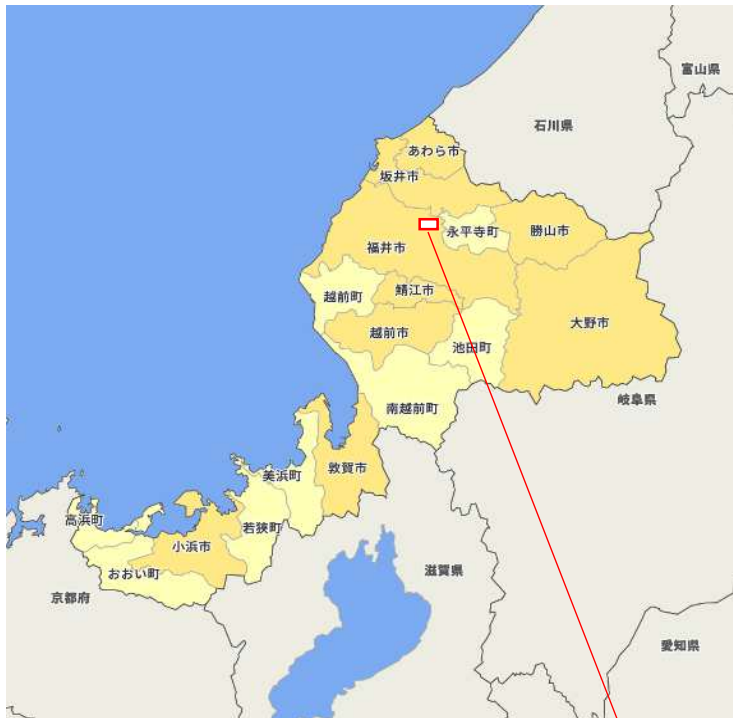 富山県
石川県
あわら市
坂井市
永平寺町
勝山市
福井市
越前町
鯖江市
大野市
越前市
池田町
岐阜県
南越前町
敦賀市
美浜町
高浜町
若狭町
小浜市
おおい町
滋賀県
京都府
愛知県